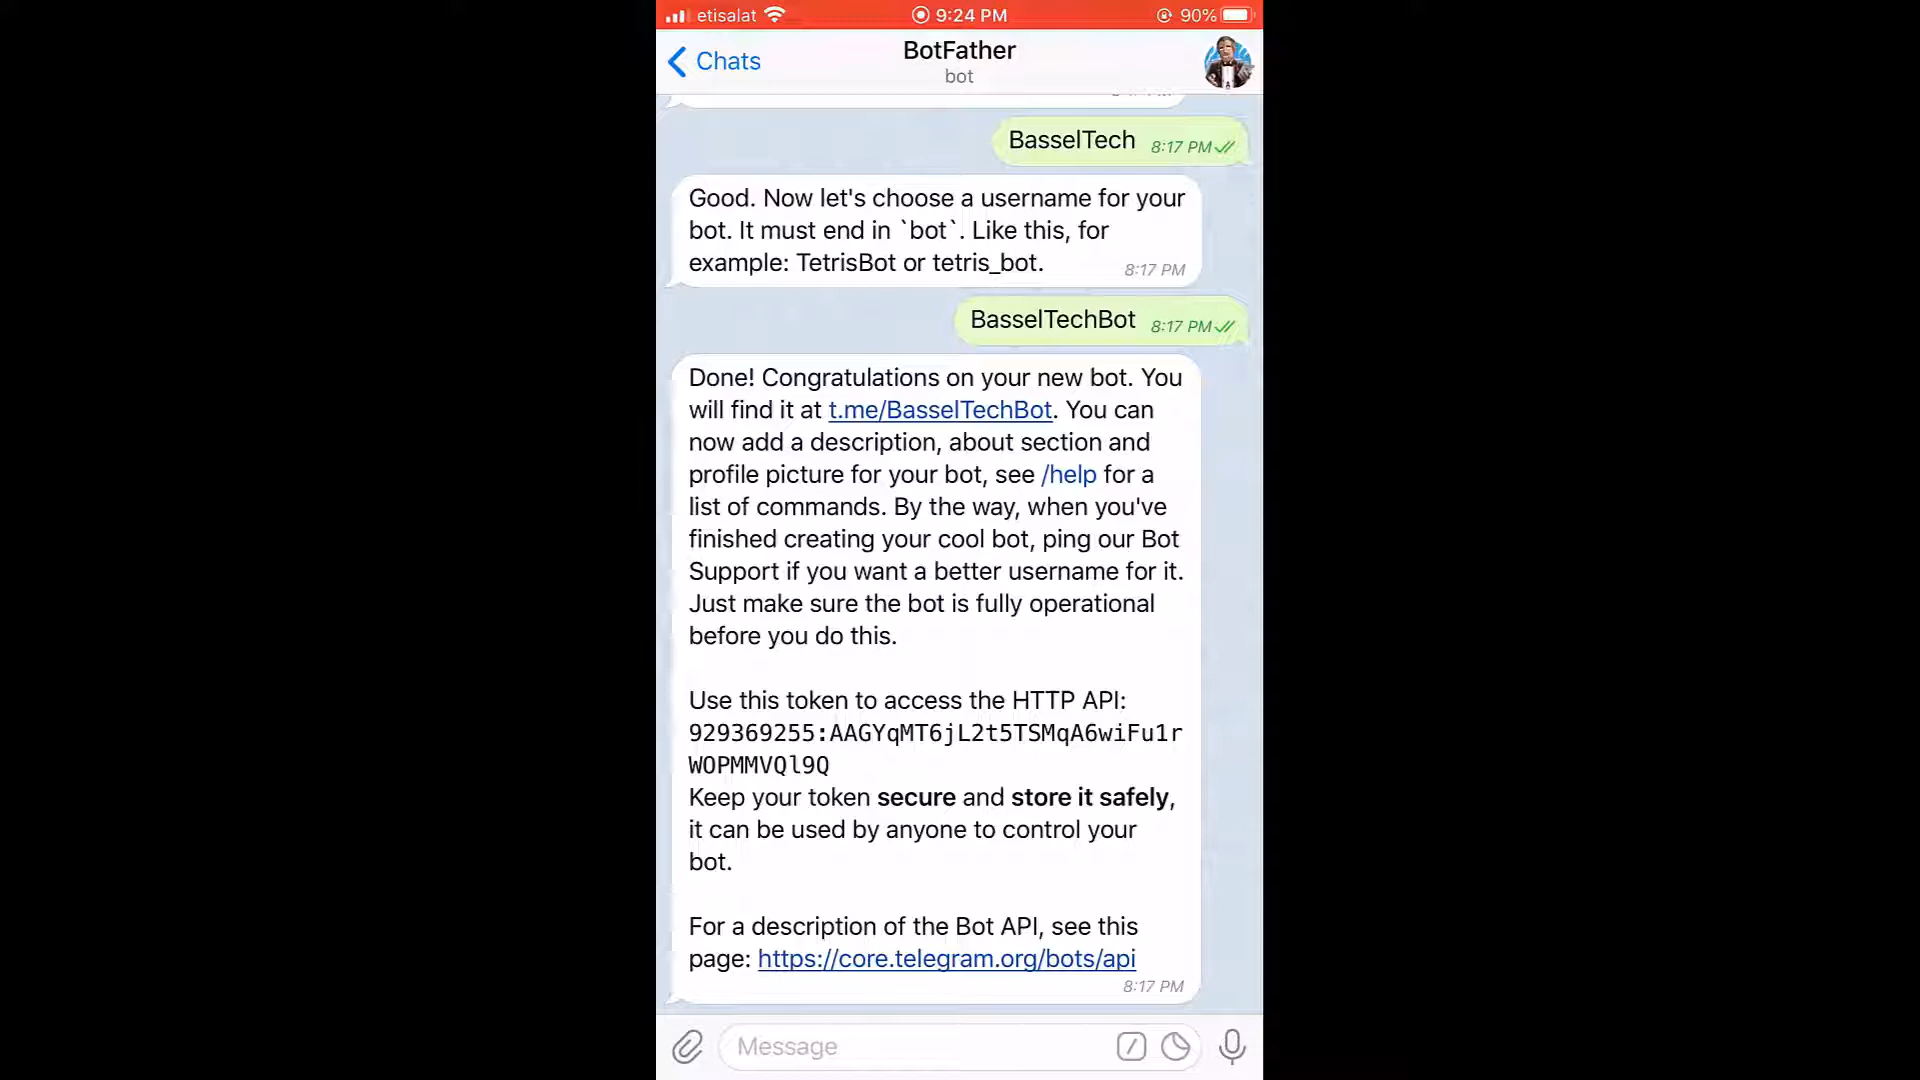 etisalat 9:24 PM 90%
Chats
BotFather
bot
BasselTech 8:17 PM
Good. Now let's choose a username for your
bot. It must end in `bot`. Like this, for
example: TetrisBot or tetris_bot. 8:17 PM
BasselTechBot 8:17 PM
Done! Congratulations on your new bot. You
will find it at t.me/BasselTechBot. You can
now add a description, about section and
profile picture for your bot, see /help for a
list of commands. By the way, when you've
finished creating your cool bot, ping our Bot
Support if you want a better username for it.
Just make sure the bot is fully operational
before you do this.
Use this token to access the HTTP API:
929369255:AAGYqMT6jL2t5TSMqA6wiFu1r
WOPMMVQl9Q
Keep your token secure and store it safely,
it can be used by anyone to control your
bot.
For a description of the Bot API, see this
page: https://core.telegram.org/bots/api
8:17 PM
Message